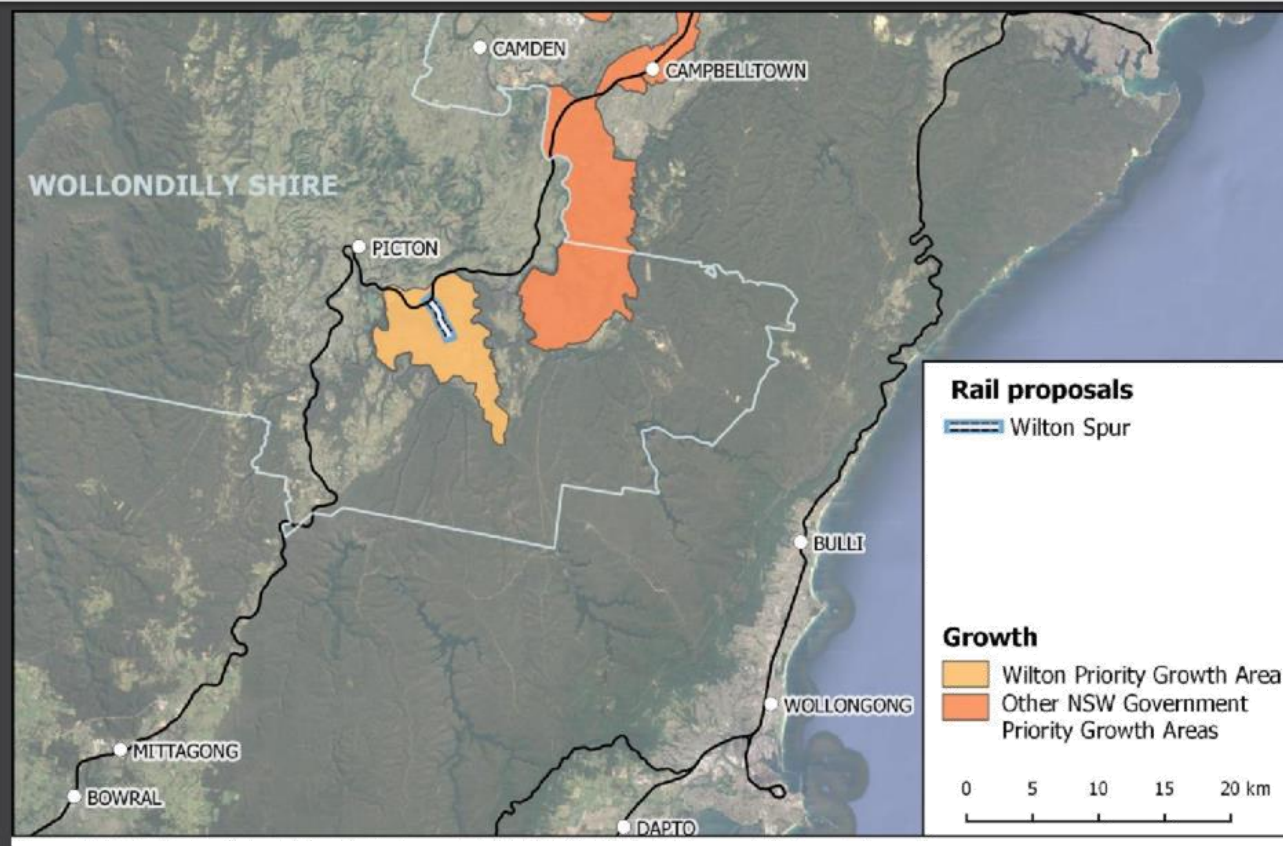 CAMDEN
CAMPBELLTOWN
WOLLONDILLY SHIRE
PICTON
Rail proposals
Wilton Spur
BULLI
Growth
Wilton Priority Growth Area
Other NSW Government
Priority Growth Areas
WOLLONGONG
MITTAGONG
BOWRAL
DAPTO
0 5 10 15 20 km